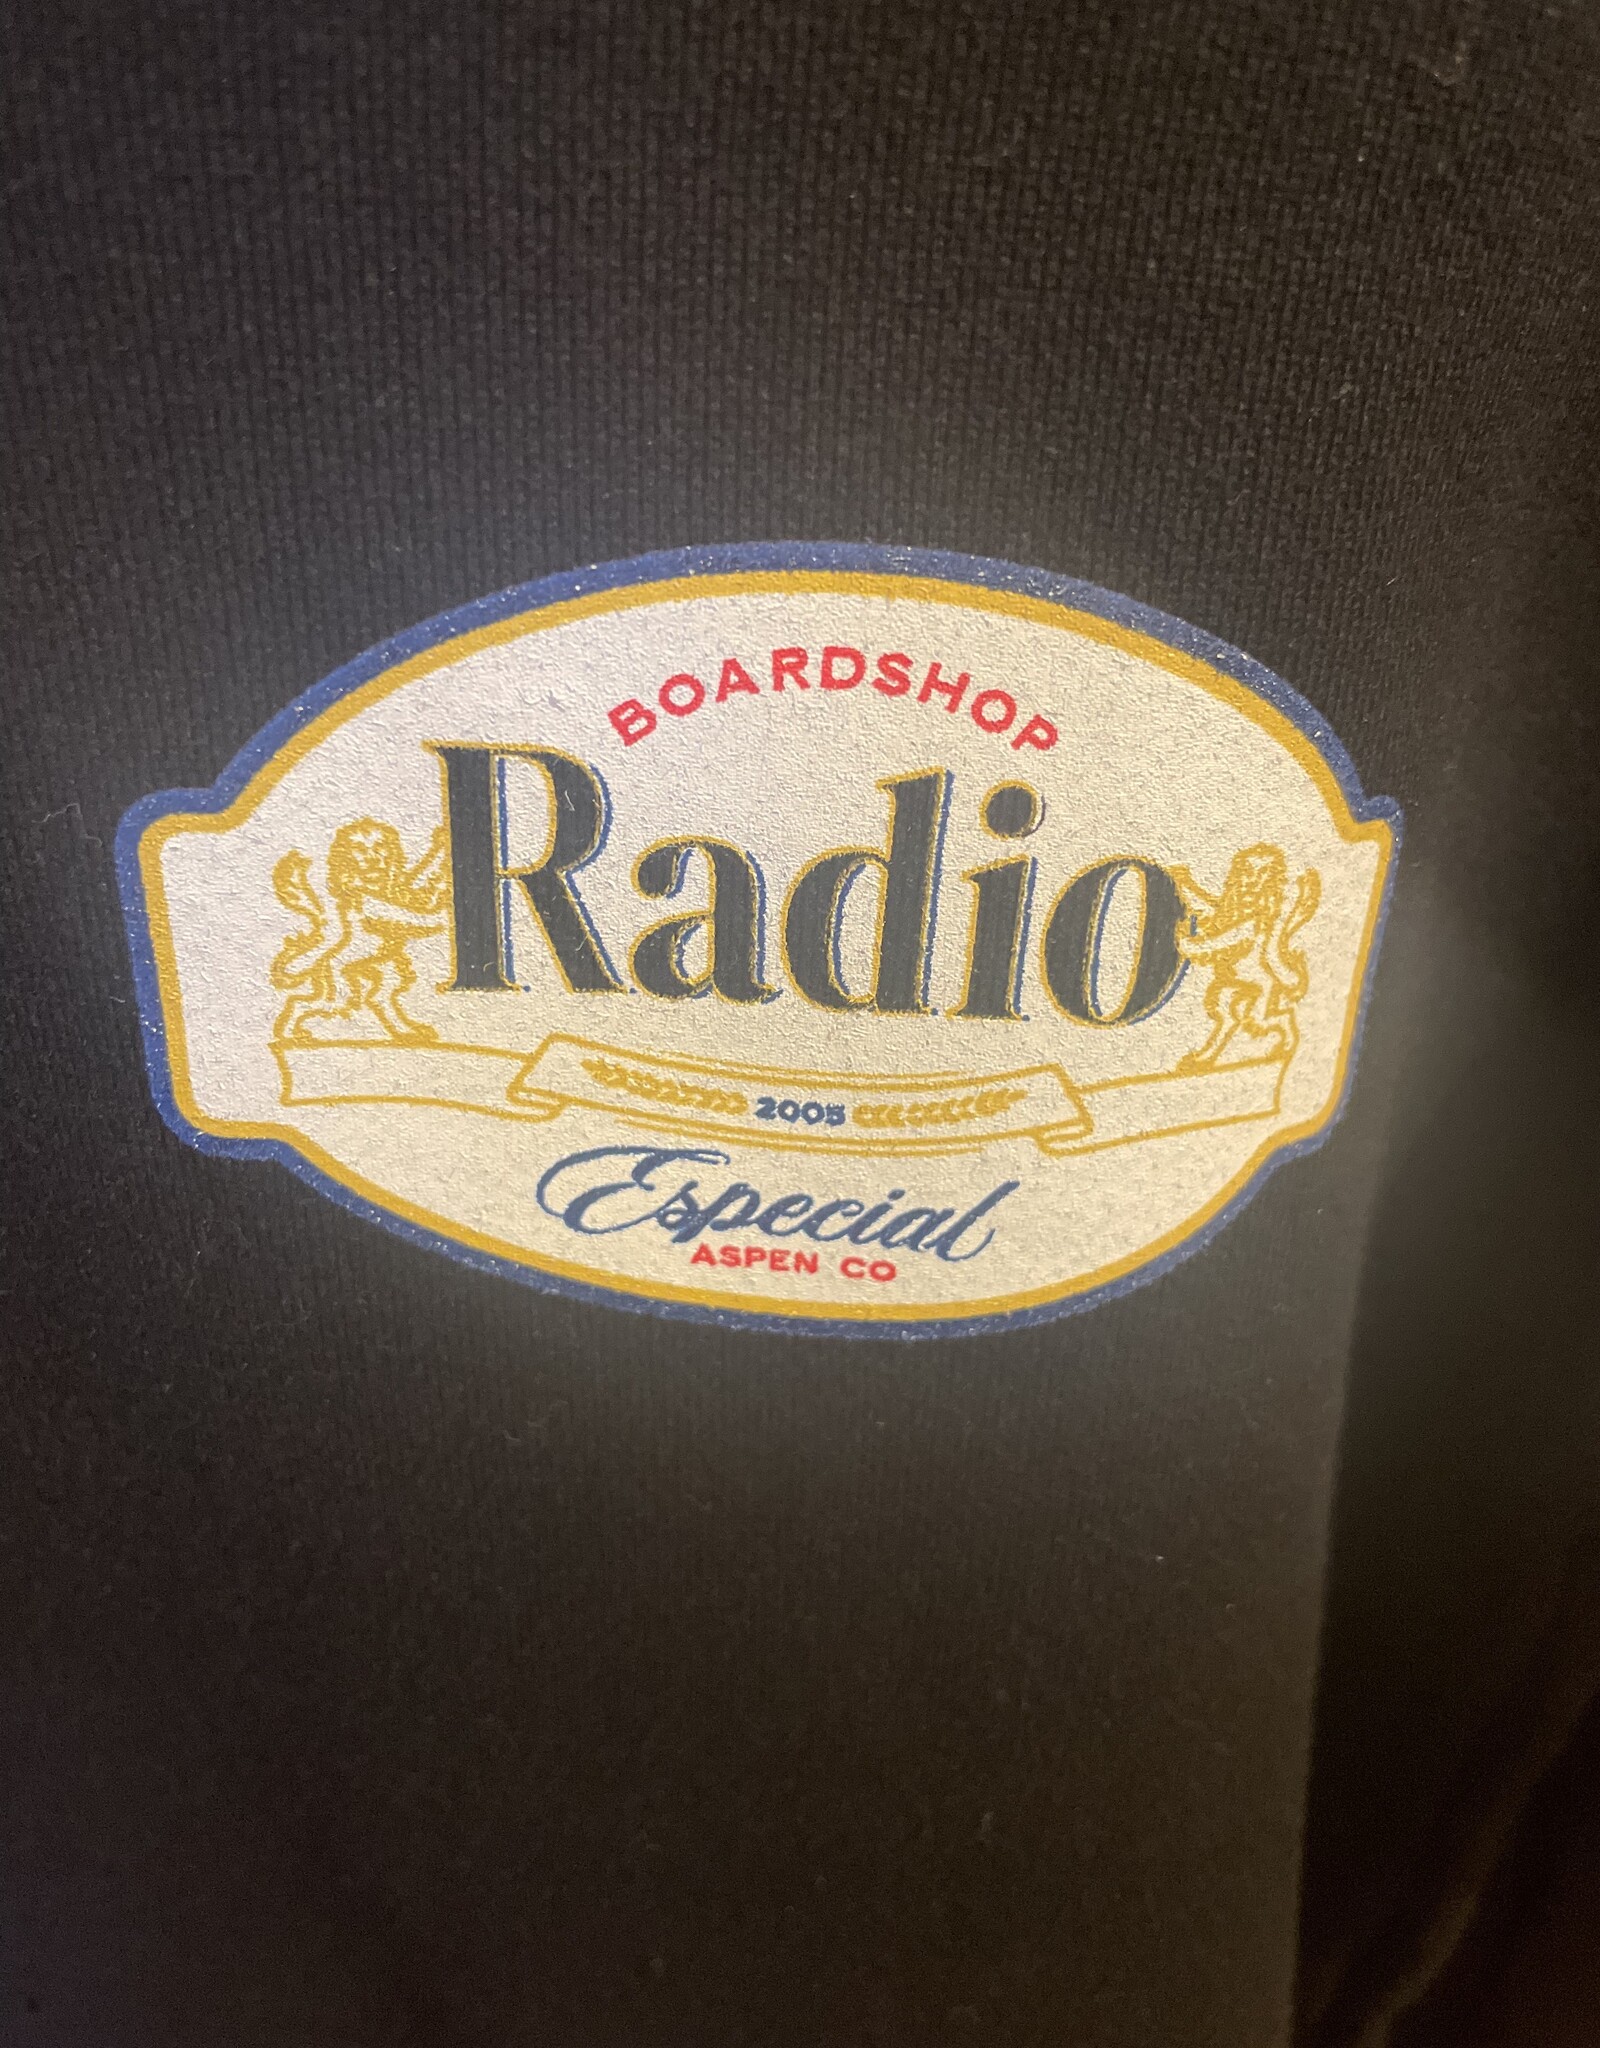 BOARDSHOP
Radio
2005
Especial
ASPEN CO